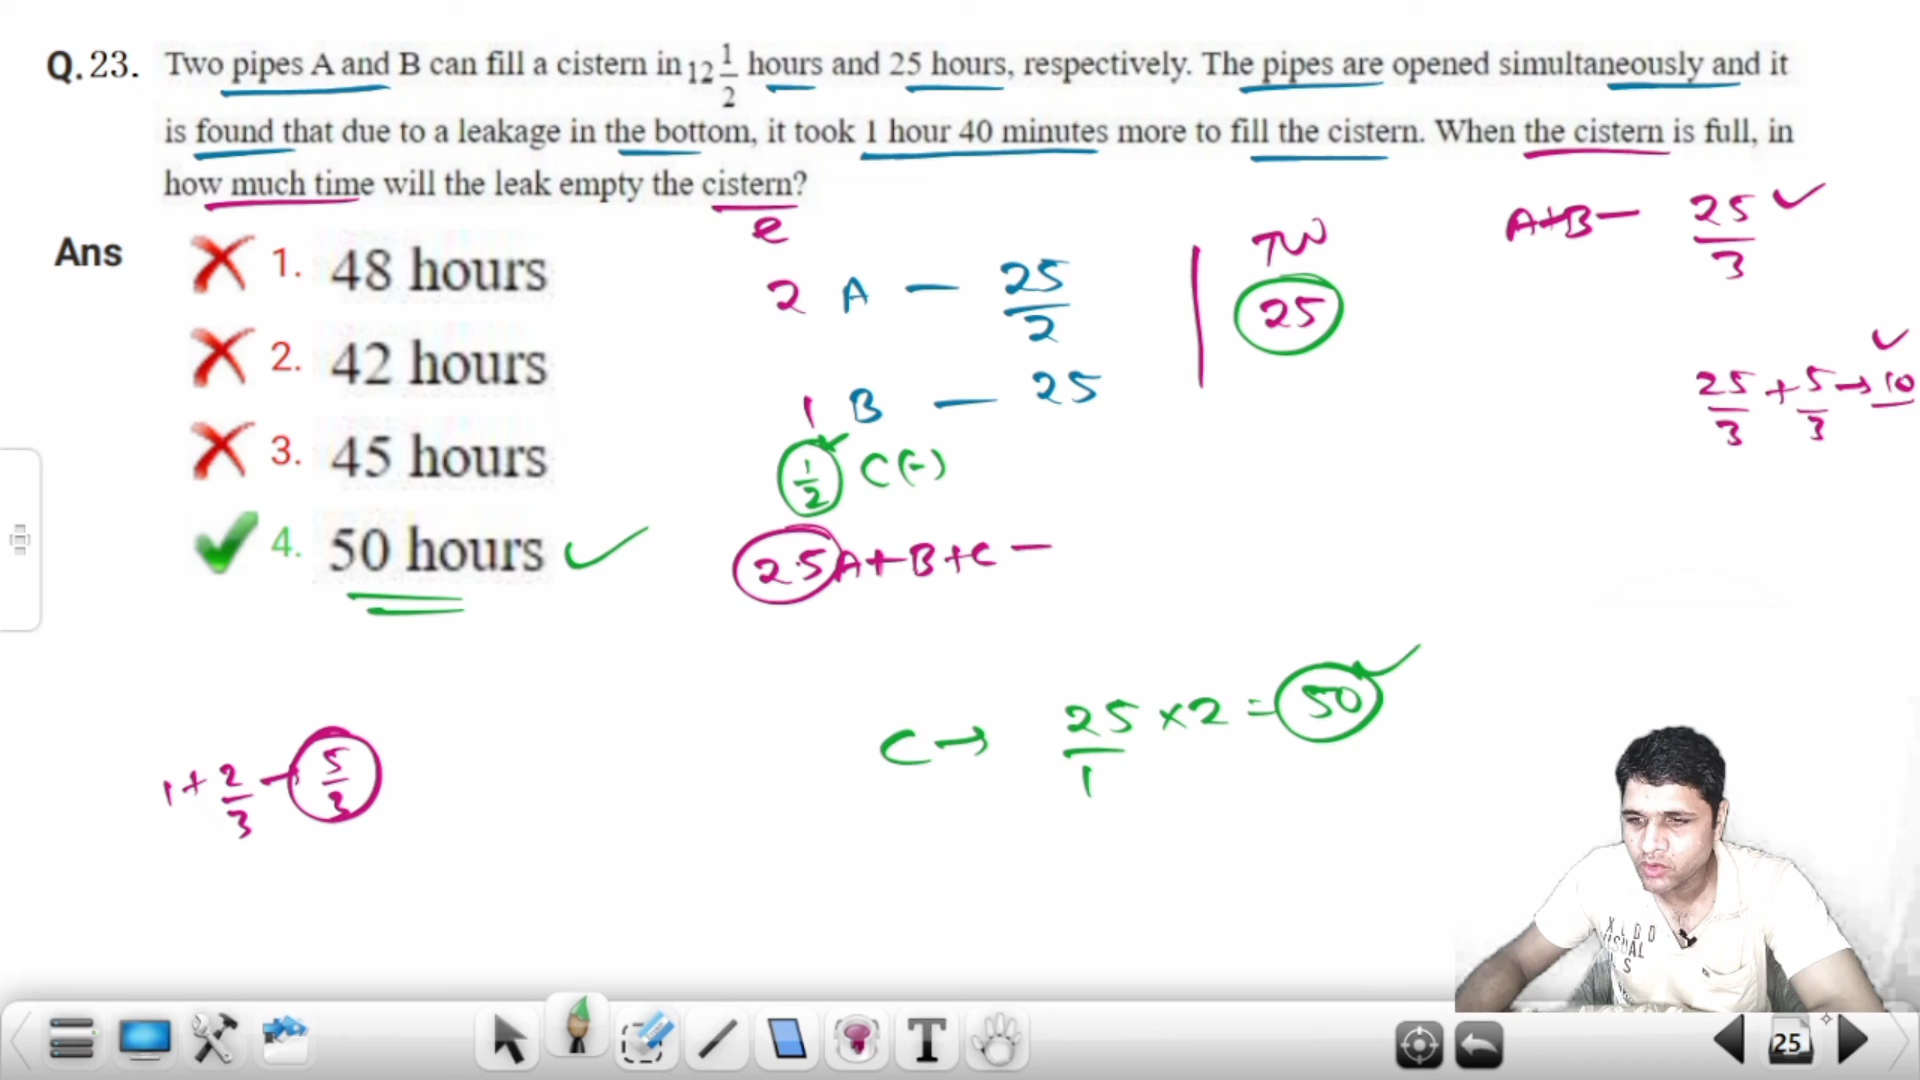 Q.23. Two pipes A and B can fill a cistern in 12 1/2 hours and 25 hours, respectively. The pipes are opened simultaneously and it
is found that due to a leakage in the bottom, it took 1 hour 40 minutes more to fill the cistern. When the cistern is full, in
how much time will the leak empty the cistern?
Ans
1. 48 hours
2. 42 hours
3. 45 hours
4. 50 hours
e
2 A — 25/2
1 B — 25
1/2 C(-)
2.5 A+B+C —
TW
25
A+B — 25/3
25/3 + 5/3 → 10
C → 25/1 × 2 = 50
1 + 2/3 → 5/3
VISUAL
S
T
25